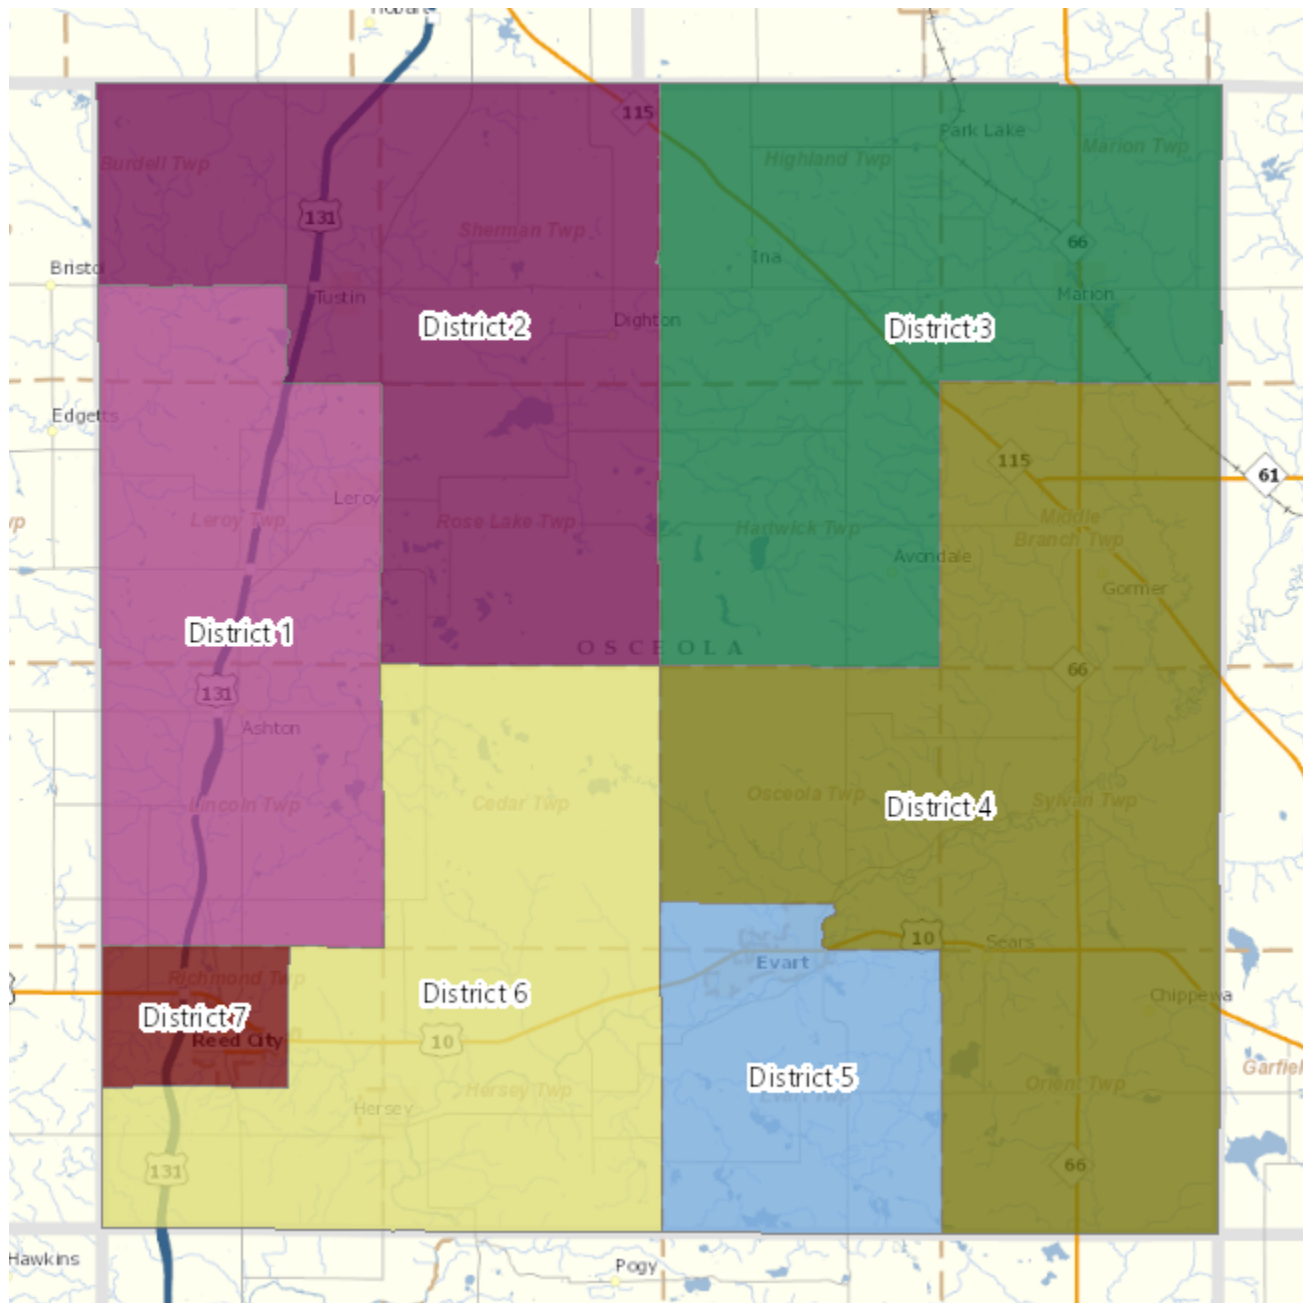 Hobart
115
Park Lake
Marion Twp
Burdell Twp
Highland Twp
131
Sherman Twp
66
Ina
Bristol
Tustin
Marion
Dighton
District 2
District 3
Edgetts
115
61
Leroy
Leroy Twp
Rose Lake Twp
Hartwick Twp
Middle
Branch Twp
Avondale
Gormer
District 1
OSCEOLA
66
131
Ashton
Lincoln Twp
Cedar Twp
Osceola Twp
District 4
Sylvan Twp
10
Sears
Evart
Richmond Twp
District 6
Chippewa
District 7
Reed City
10
Garfiel
District 5
Hersey Twp
Orient Twp
Hersey
131
66
Hawkins
Pogy